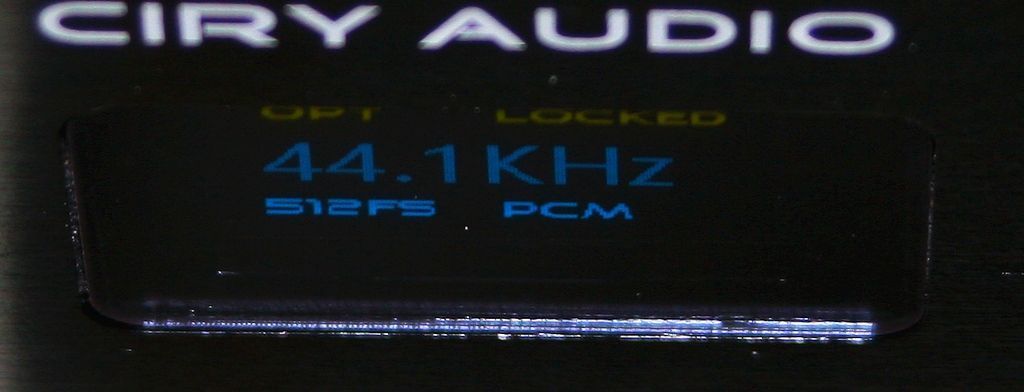 CIRY AUDIO
OPT LOCKED
44.1KHz
512FS PCM